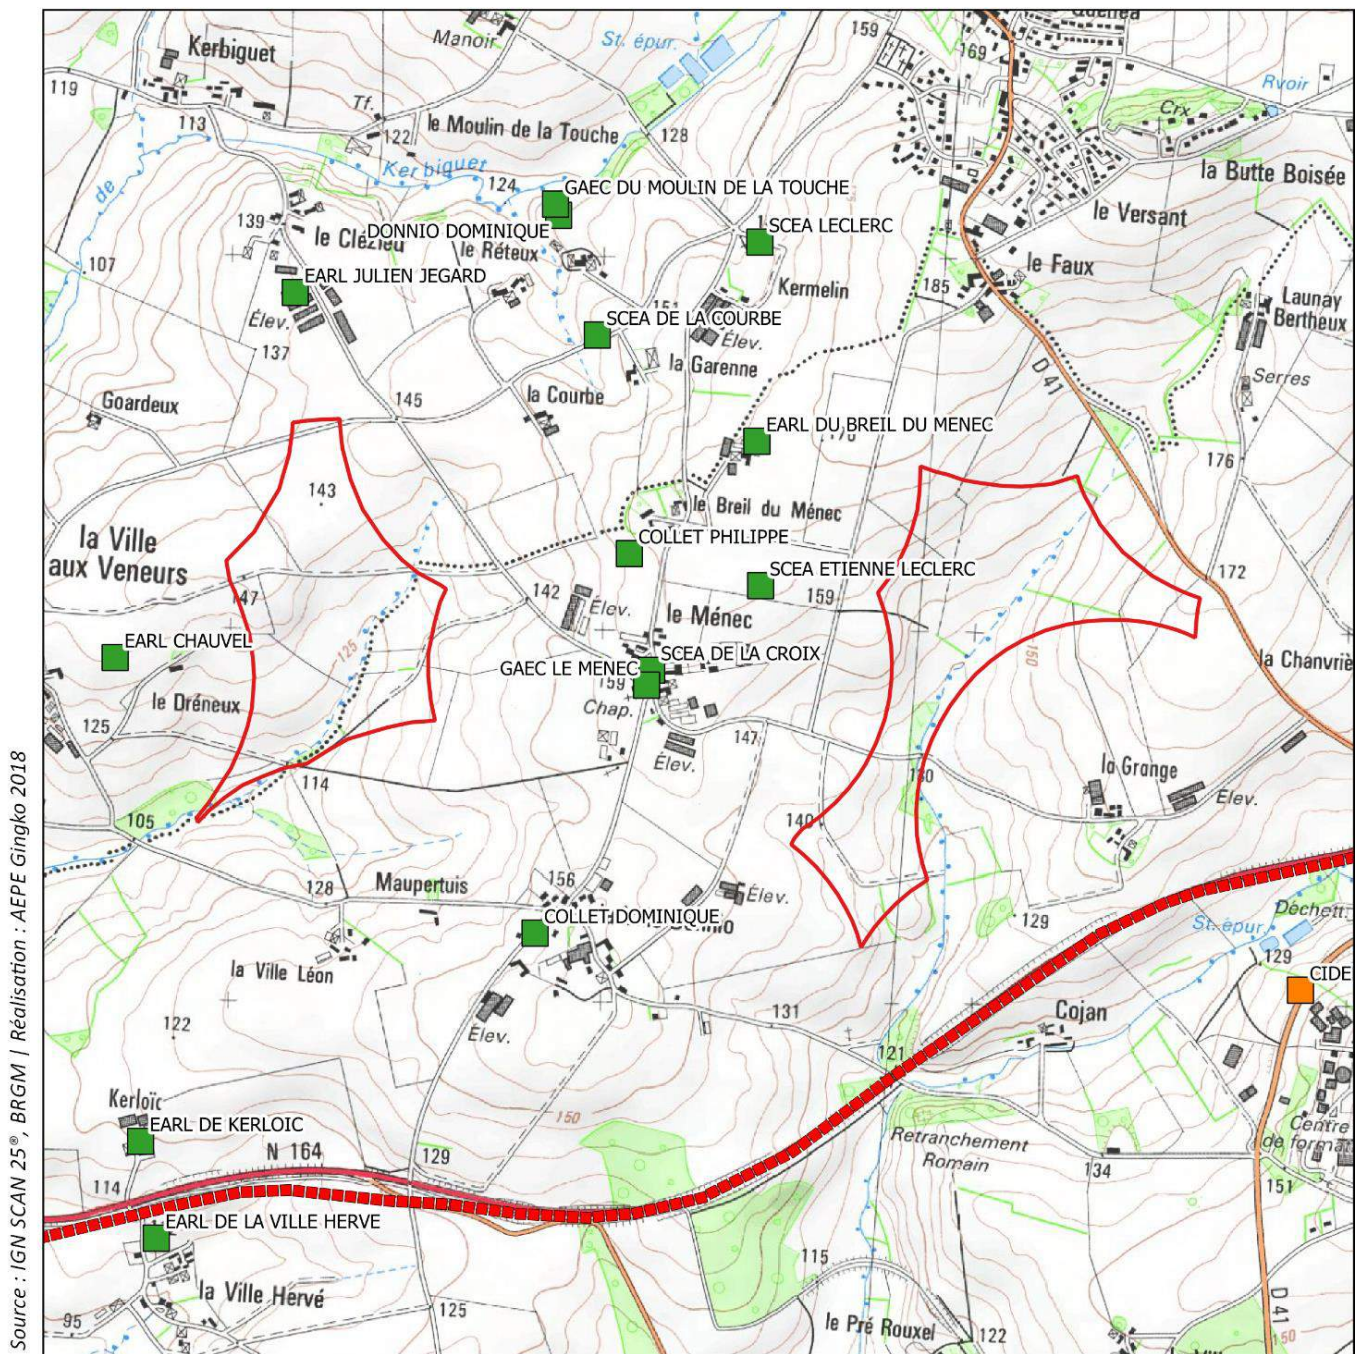 Quénéa
Kerbiguet
Manoir
St. épur.
159
169
119
Rvoir
Tf.
Crx.
113
122
le Moulin de la Touche
128
de
Kerbiguet
la Butte Boisée
124
GAEC DU MOULIN DE LA TOUCHE
le Versant
139
DONNIO DOMINIQUE
SCEA LECLERC
le Clézieu
le Réteux
107
EARL JULIEN JEGARD
Kermelin
185
le Faux
Launay
Bertheux
151
SCEA DE LA COURBE
Élev.
Élev.
137
la Garenne
D 41
Serres
Goardeux
145
la Courbe
EARL DU BREIL DU MENEC
176
143
le Breil du Ménec
la Ville
aux Veneurs
COLLET PHILIPPE
SCEA ETIENNE LECLERC
172
147
142
Élev.
159
le Ménec
EARL CHAUVEL
125
SCEA DE LA CROIX
150
la Chanvriè
GAEC LE MENEC
159
le Dréneux
Chap.
125
147
Élev.
la Grange
114
130
Élev.
105
140
Maupertuis
156
128
Élev.
COLLET DOMINIQUE
129
Déchett.
St. épur.
la Ville Léon
129
CIDE
122
131
Cojan
Élev.
121
Kerloïc
150
EARL DE KERLOIC
Retranchement
Romain
Centre
de format
N 164
129
134
114
151
EARL DE LA VILLE HERVE
115
la Ville Hervé
125
95
le Pré Rouxel
122
D 41
150
Source : IGN SCAN 25®, BRGM | Réalisation : AEPE Gingko 2018